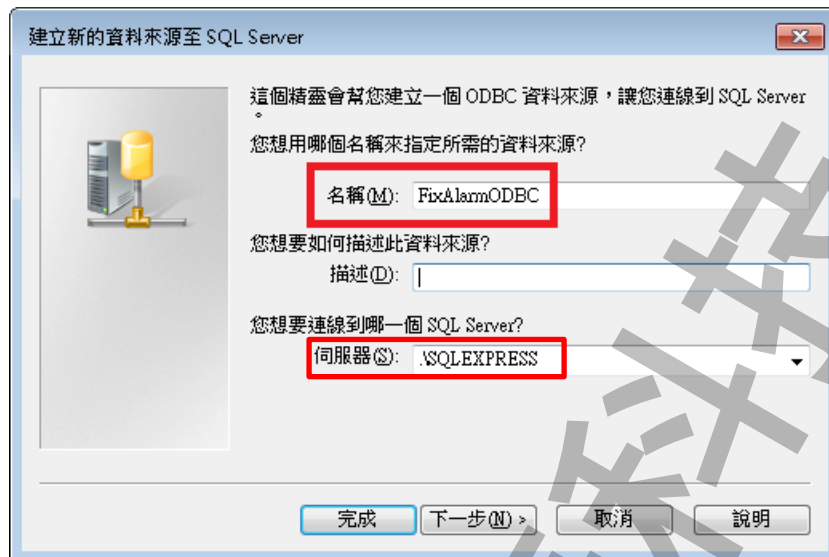 建立新的資料來源至 SQL Server
這個精靈會幫您建立一個 ODBC 資料來源，讓您連線到 SQL Server
。
您想用哪個名稱來指定所需的資料來源?
名稱(M): FixAlarmODBC
您想要如何描述此資料來源?
描述(D):
您想要連線到哪一個 SQL Server?
伺服器(S): .\SQLEXPRESS
完成 下一步(N) > 取消 說明